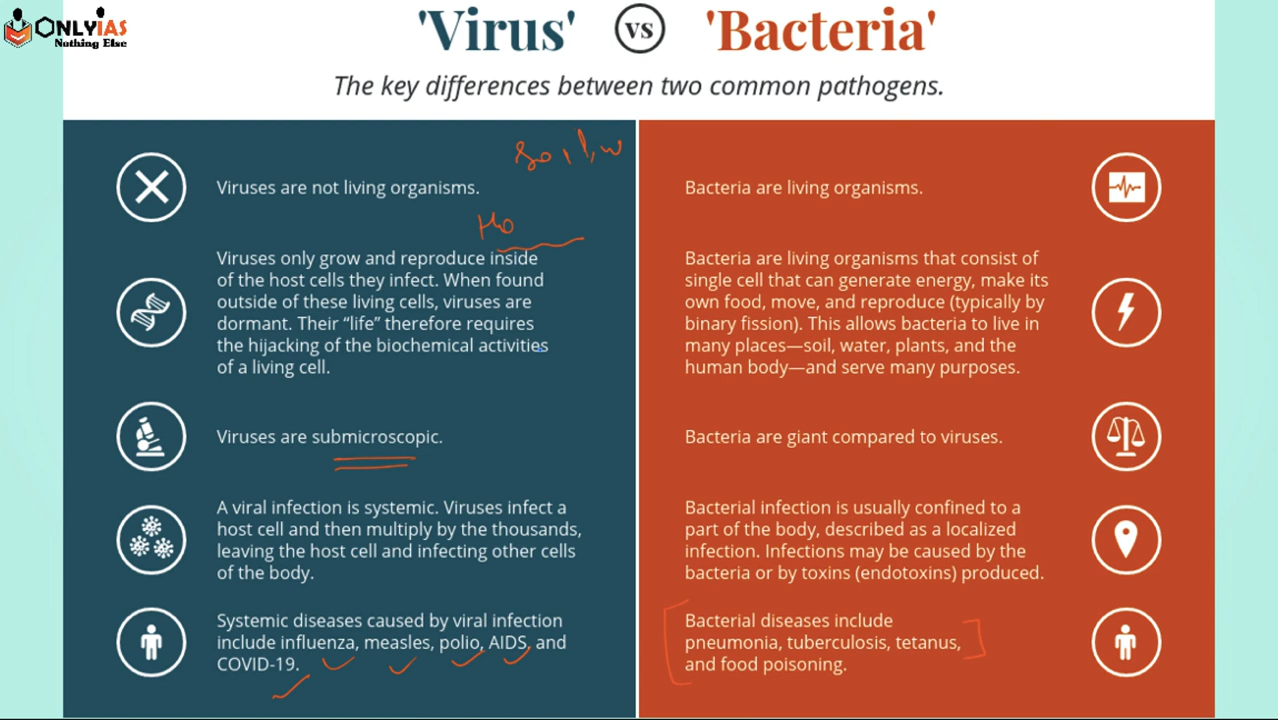 ONLYIAS
Nothing Else
'Virus' vs 'Bacteria'
The key differences between two common pathogens.
Soil, w
Viruses are not living organisms.
Ho
Viruses only grow and reproduce inside
of the host cells they infect. When found
outside of these living cells, viruses are
dormant. Their “life” therefore requires
the hijacking of the biochemical activities
of a living cell.
Viruses are submicroscopic.
A viral infection is systemic. Viruses infect a
host cell and then multiply by the thousands,
leaving the host cell and infecting other cells
of the body.
Systemic diseases caused by viral infection
include influenza, measles, polio, AIDS, and
COVID-19.
Bacteria are living organisms.
Bacteria are living organisms that consist of
single cell that can generate energy, make its
own food, move, and reproduce (typically by
binary fission). This allows bacteria to live in
many places—soil, water, plants, and the
human body—and serve many purposes.
Bacteria are giant compared to viruses.
Bacterial infection is usually confined to a
part of the body, described as a localized
infection. Infections may be caused by the
bacteria or by toxins (endotoxins) produced.
Bacterial diseases include
pneumonia, tuberculosis, tetanus,
and food poisoning.